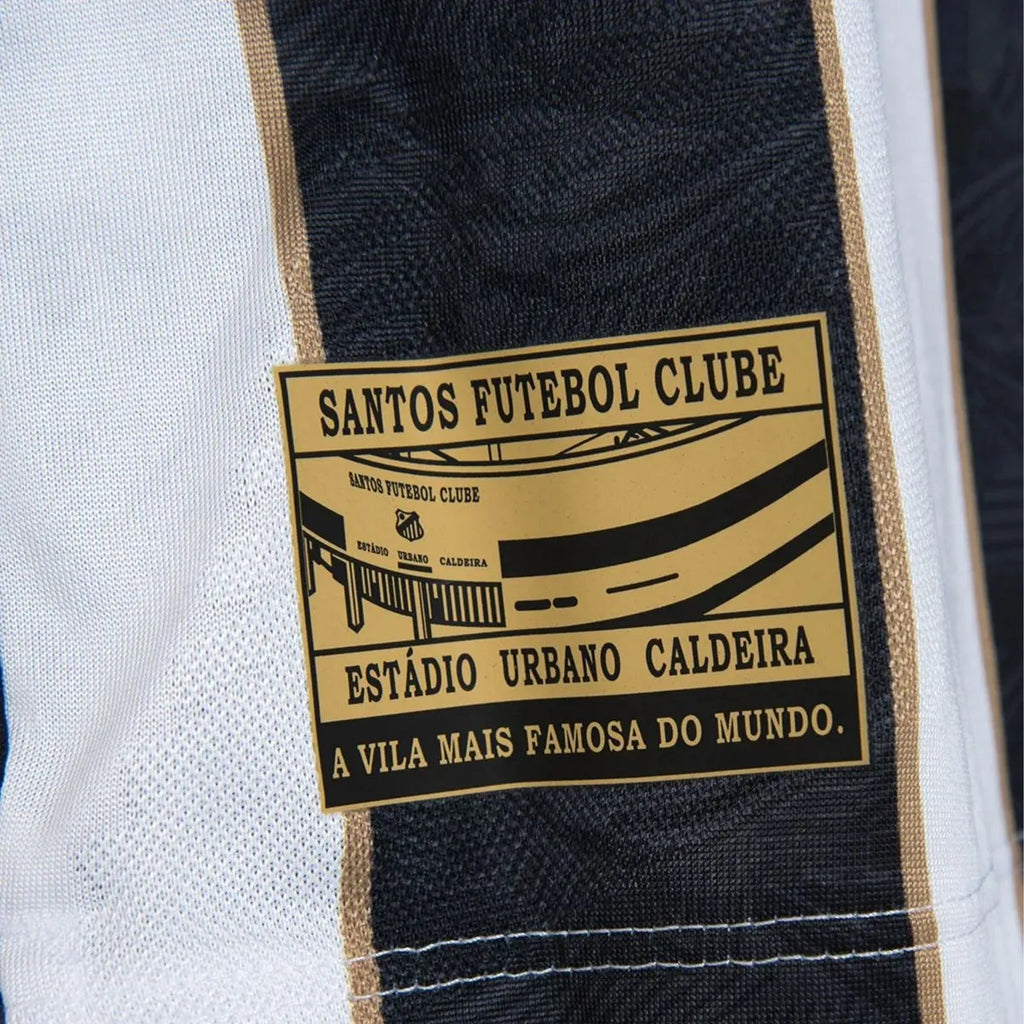 SANTOS FUTEBOL CLUBE
SANTOS FUTEBOL CLUBE
ESTÁDIO URBANO CALDEIRA
ESTÁDIO URBANO CALDEIRA
A VILA MAIS FAMOSA DO MUNDO.